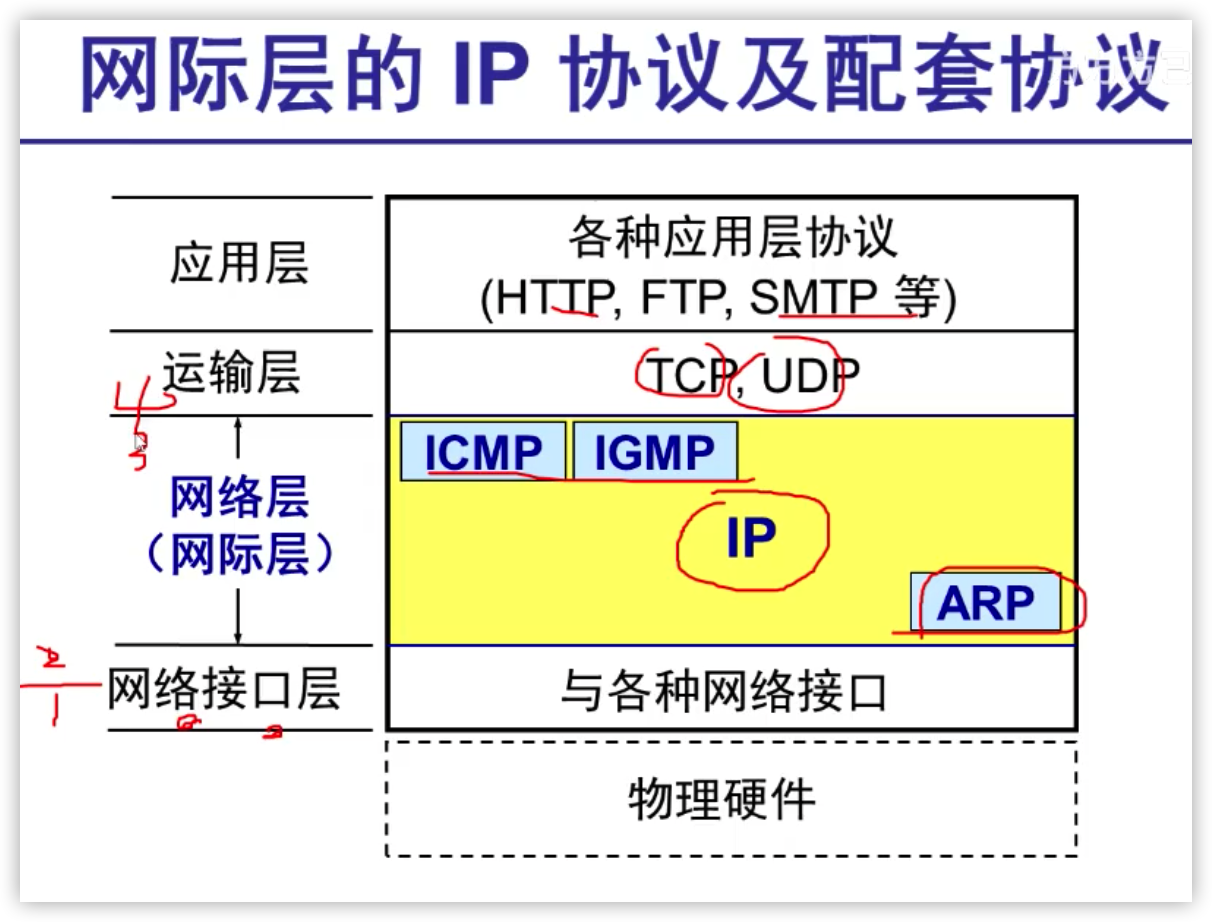 网际层的 IP 协议及配套协议
应用层
各种应用层协议
(HTTP, FTP, SMTP 等)
运输层
TCP, UDP
4
3
ICMP
IGMP
网络层
(网际层)
IP
ARP
2
1
网络接口层
与各种网络接口
物理硬件